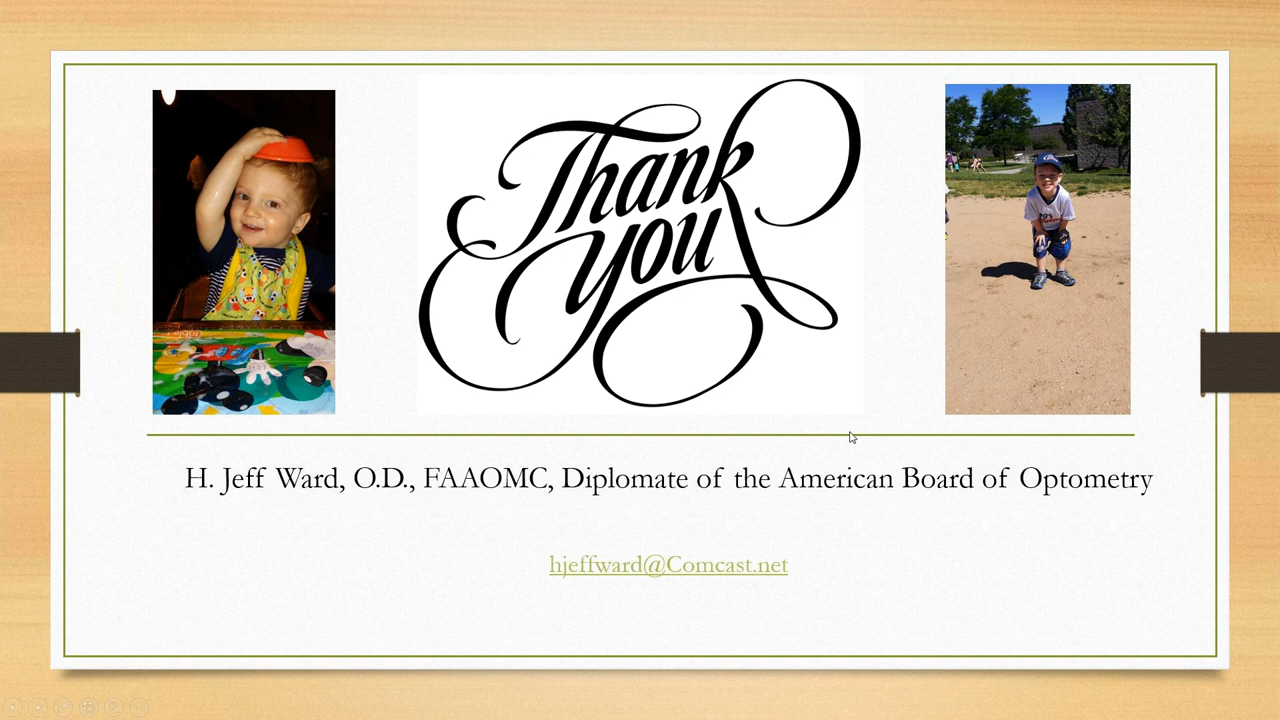 Thank
you
H. Jeff Ward, O.D., FAAOMC, Diplomate of the American Board of Optometry
hjeffward@Comcast.net